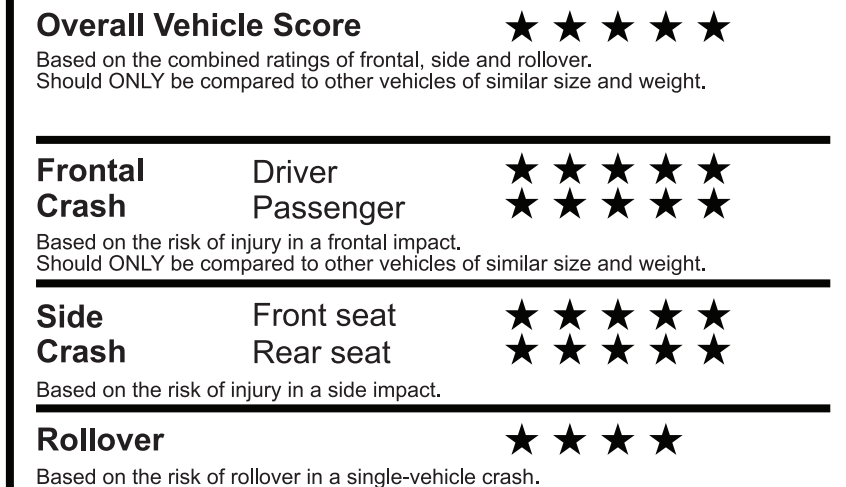 Overall Vehicle Score ★ ★ ★ ★ ★
Based on the combined ratings of frontal, side and rollover.
Should ONLY be compared to other vehicles of similar size and weight.
Frontal Driver ★ ★ ★ ★ ★
Crash Passenger ★ ★ ★ ★ ★
Based on the risk of injury in a frontal impact.
Should ONLY be compared to other vehicles of similar size and weight.
Side Front seat ★ ★ ★ ★ ★
Crash Rear seat ★ ★ ★ ★ ★
Based on the risk of injury in a side impact.
Rollover ★ ★ ★ ★
Based on the risk of rollover in a single-vehicle crash.